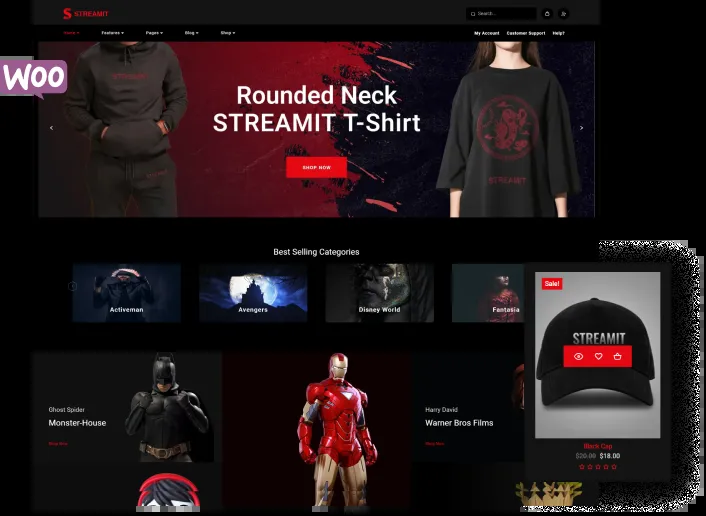 STREAMIT
Search...
Home
Features
Pages
Blog
Shop
My Account
Customer Support
Help?
WOO
Rounded Neck
STREAMIT T-Shirt
SHOP NOW
STREAMIT
STREAMIT
Best Selling Categories
Activeman
Avengers
Disney World
Fantasia
Sale!
STREAMIT
Black Cap
$20.00 $18.00
Ghost Spider
Monster-House
Shop Now
Harry David
Warner Bros Films
Shop Now